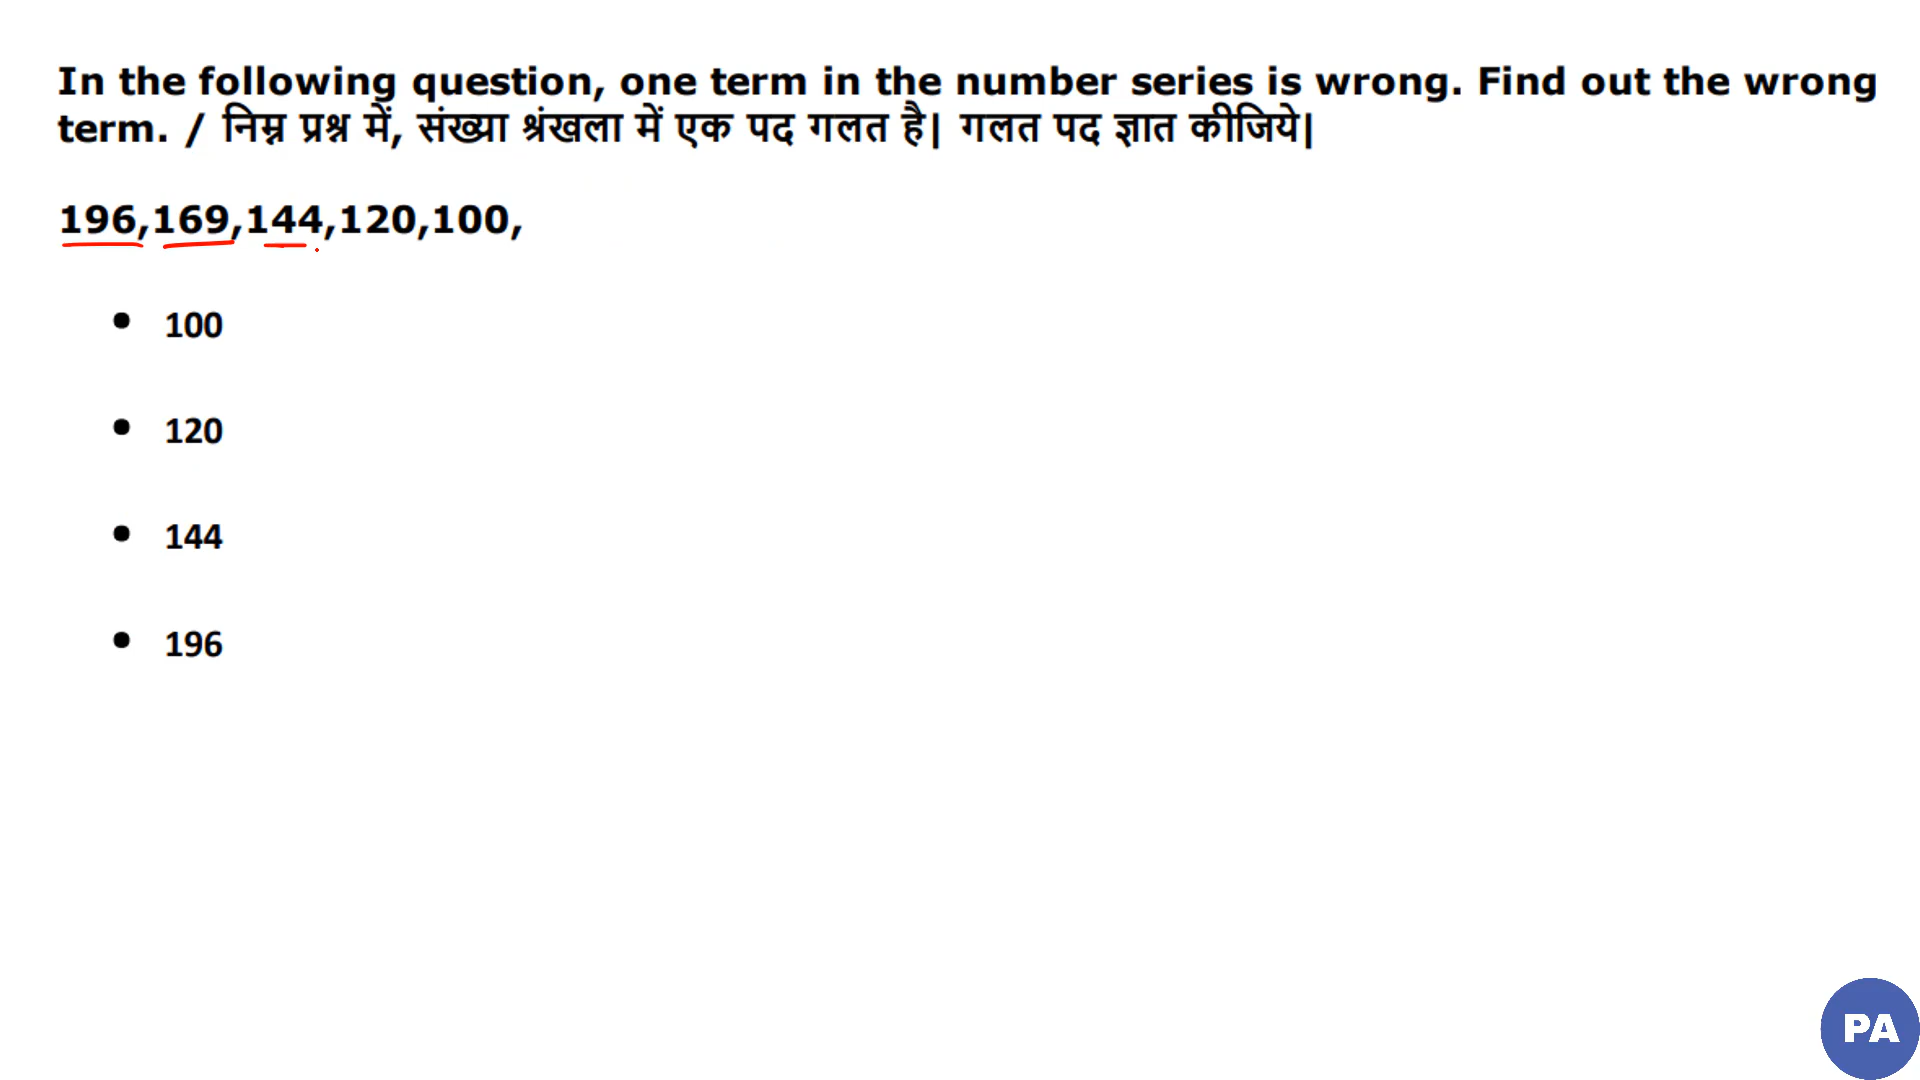 In the following question, one term in the number series is wrong. Find out the wrong
term. / निम्न प्रश्न में, संख्या श्रंखला में एक पद गलत है| गलत पद ज्ञात कीजिये|
196,169,144,120,100,
• 100
• 120
• 144
• 196
PA